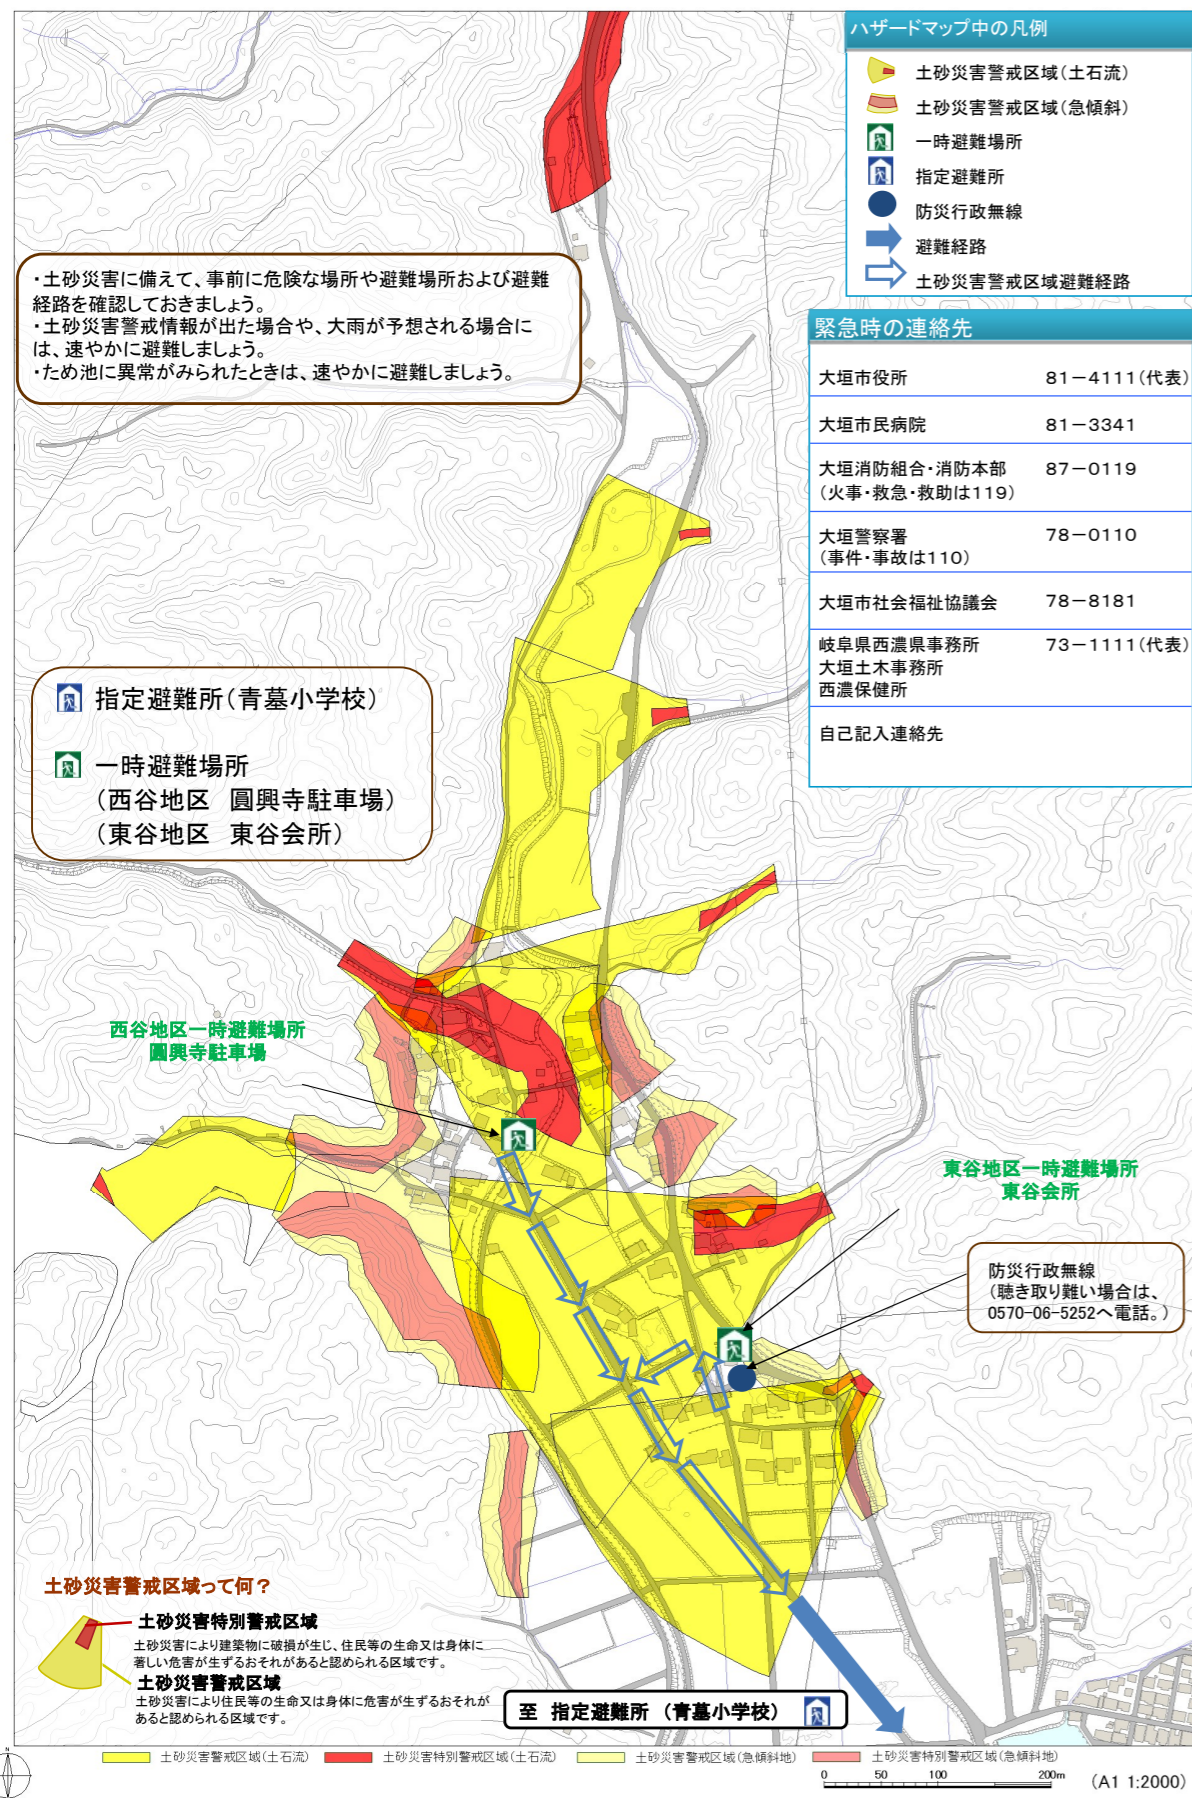 ハザードマップ中の凡例
土砂災害警戒区域(土石流)
土砂災害警戒区域(急傾斜)
一時避難場所
指定避難所
防災行政無線
避難経路
土砂災害警戒区域避難経路
・土砂災害に備えて、事前に危険な場所や避難場所および避難
経路を確認しておきましょう。
・土砂災害警戒情報が出た場合や、大雨が予想される場合に
は、速やかに避難しましょう。
・ため池に異常がみられたときは、速やかに避難しましょう。
緊急時の連絡先
大垣市役所 81-4111(代表)
大垣市民病院 81-3341
大垣消防組合・消防本部 87-0119
(火事・救急・救助は119)
大垣警察署 78-0110
(事件・事故は110)
大垣市社会福祉協議会 78-8181
岐阜県西濃県事務所 73-1111(代表)
大垣土木事務所
西濃保健所
自己記入連絡先
指定避難所(青墓小学校)
一時避難場所
(西谷地区 圓興寺駐車場)
(東谷地区 東谷会所)
西谷地区一時避難場所
圓興寺駐車場
東谷地区一時避難場所
東谷会所
防災行政無線
(聴き取り難い場合は、
0570-06-5252へ電話。)
土砂災害警戒区域って何?
土砂災害特別警戒区域
土砂災害により建築物に破損が生じ、住民等の生命又は身体に
著しい危害が生ずるおそれがあると認められる区域です。
土砂災害警戒区域
土砂災害により住民等の生命又は身体に危害が生ずるおそれが
あると認められる区域です。
至 指定避難所 (青墓小学校)
土砂災害警戒区域(土石流) 土砂災害特別警戒区域(土石流) 土砂災害警戒区域(急傾斜地) 土砂災害特別警戒区域(急傾斜地)
N
0 50 100 200m
(A1 1:2000)